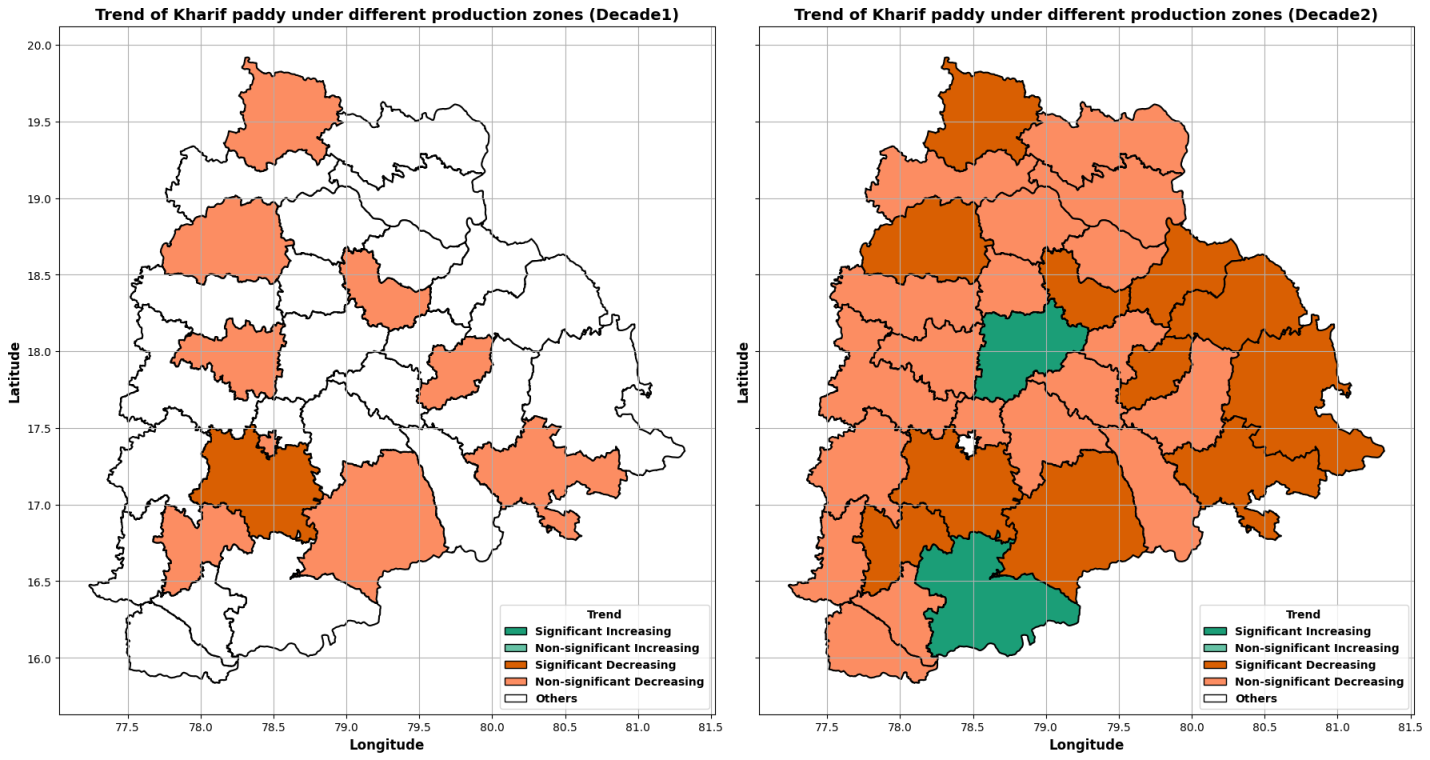 Trend of Kharif paddy under different production zones (Decade1)
20.0
19.5
19.0
18.5
18.0
17.5
17.0
16.5
16.0
Latitude
77.5 78.0 78.5 79.0 79.5 80.0 80.5 81.0 81.5
Longitude
Trend
Significant Increasing
Non-significant Increasing
Significant Decreasing
Non-significant Decreasing
Others
Trend of Kharif paddy under different production zones (Decade2)
Latitude
77.5 78.0 78.5 79.0 79.5 80.0 80.5 81.0 81.5
Longitude
Trend
Significant Increasing
Non-significant Increasing
Significant Decreasing
Non-significant Decreasing
Others